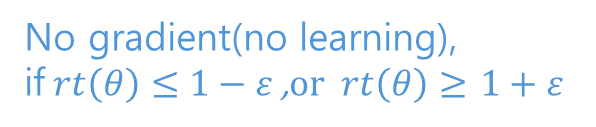 No gradient(no learning),
if rt(θ) ≤ 1 − ε ,or rt(θ) ≥ 1 + ε